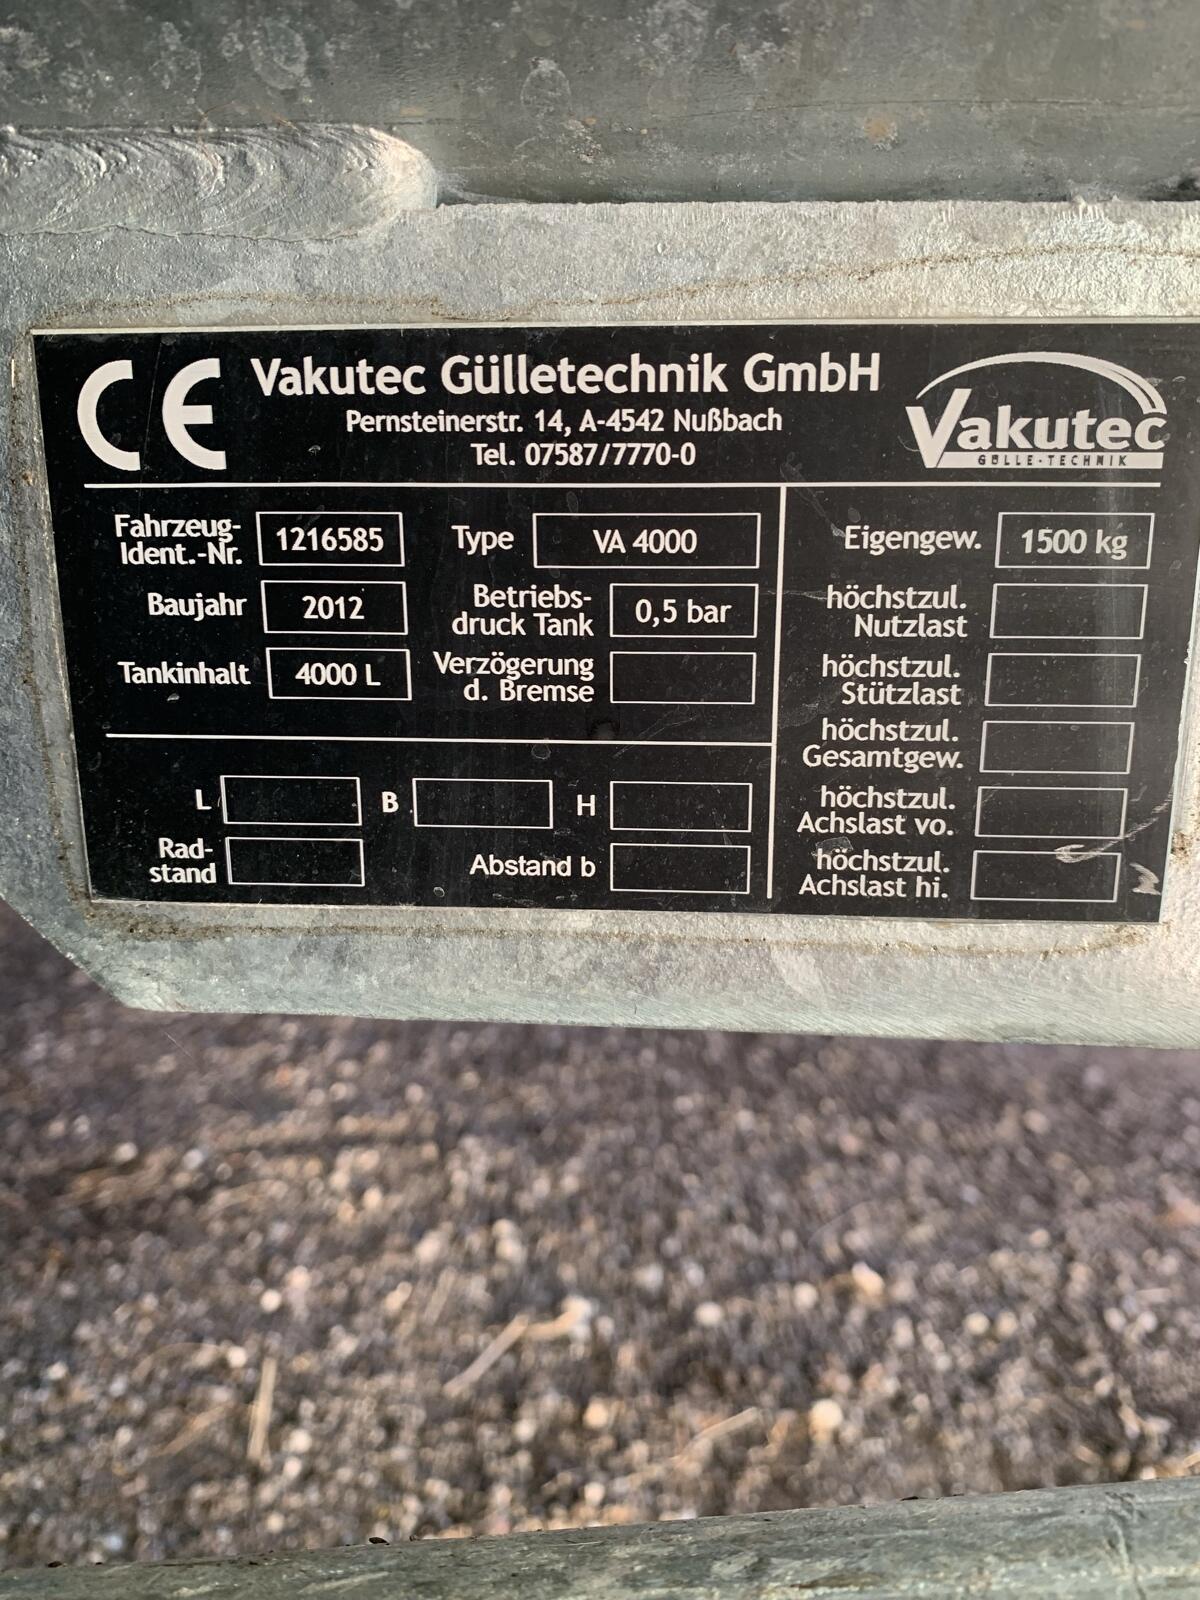 CE
Vakutec Gülletechnik GmbH
Pernsteinerstr. 14, A-4542 Nußbach
Tel. 07587/7770-0
Vakutec
GÜLLE-TECHNIK
Fahrzeug-
Ident.-Nr.
1216585
Type
VA 4000
Baujahr
2012
Betriebs-
druck Tank
0,5 bar
Tankinhalt
4000 L
Verzögerung
d. Bremse
L
B
H
Rad-
stand
Abstand b
Eigengew.
1500 kg
höchstzul.
Nutzlast
höchstzul.
Stützlast
höchstzul.
Gesamtgew.
höchstzul.
Achslast vo.
höchstzul.
Achslast hi.